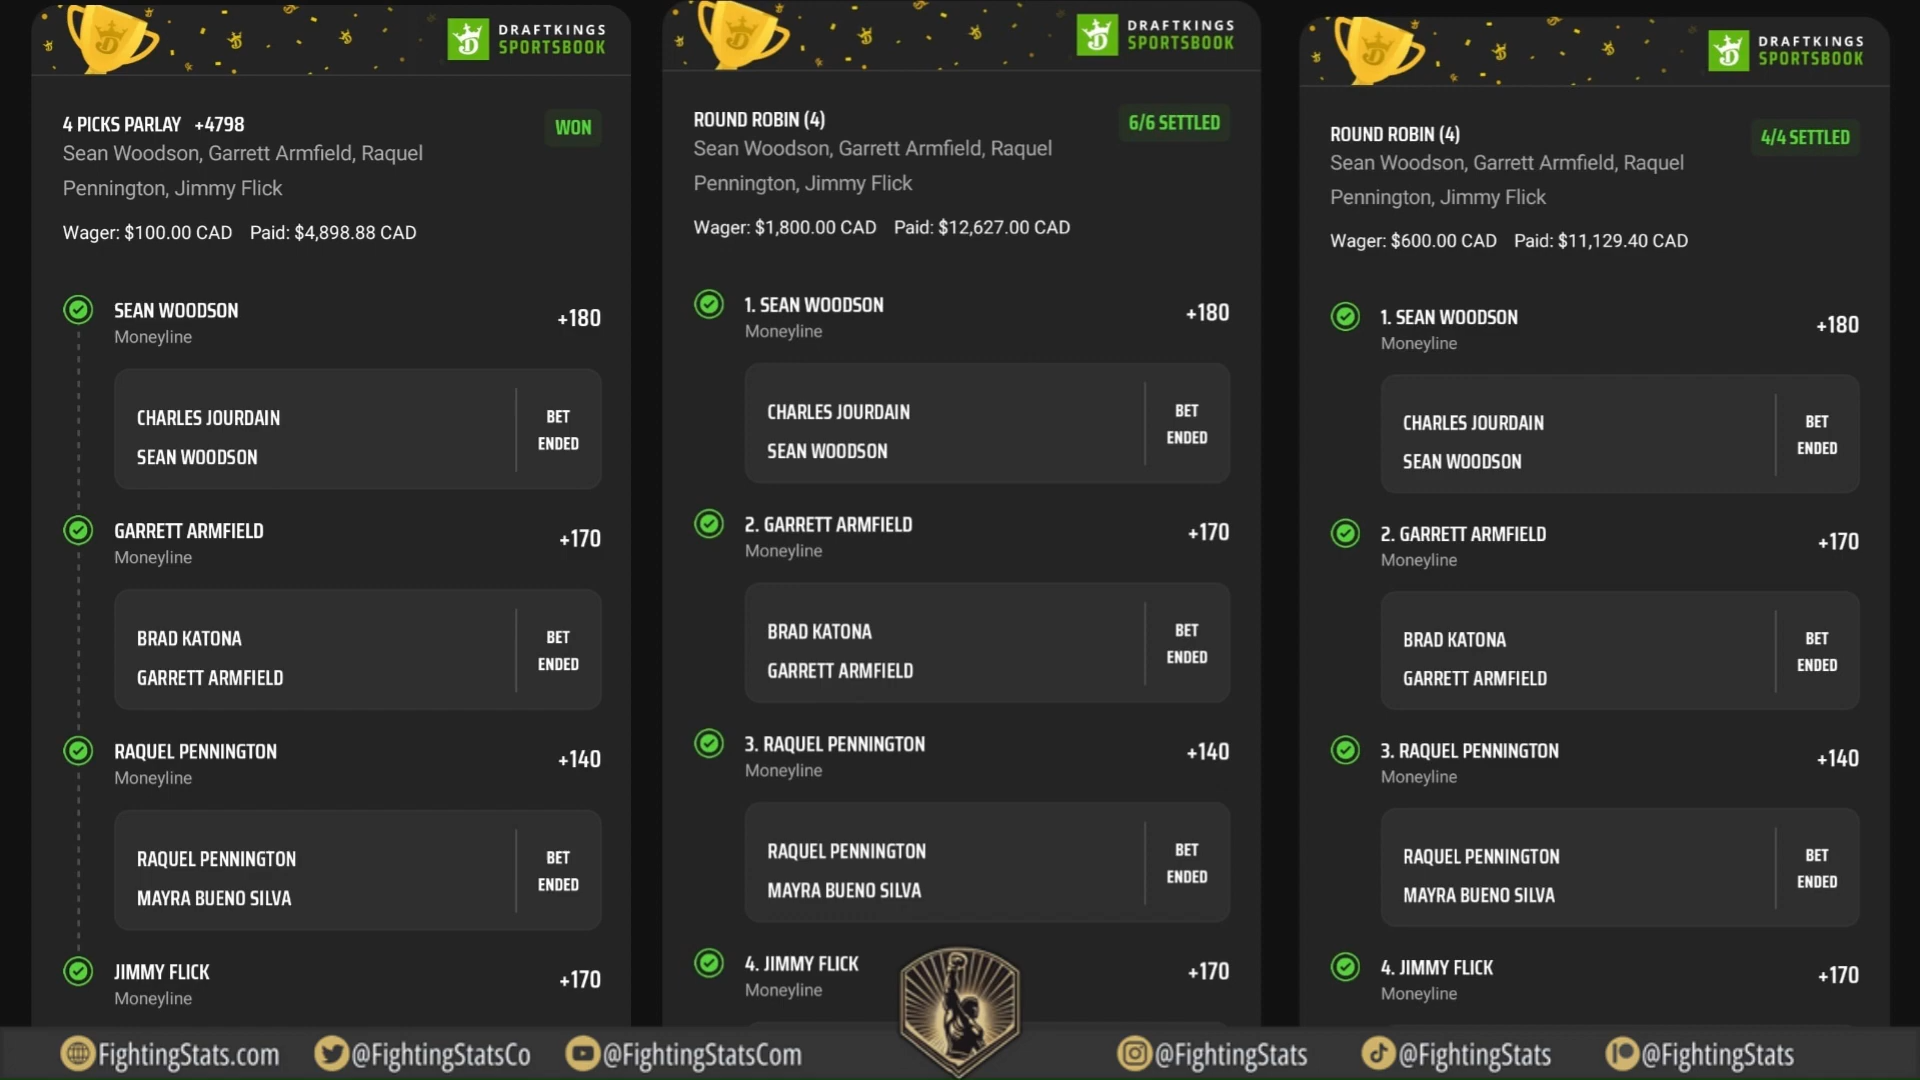 DRAFTKINGS
SPORTSBOOK
4 PICKS PARLAY +4798
WON
Sean Woodson, Garrett Armfield, Raquel
Pennington, Jimmy Flick
Wager: $100.00 CAD Paid: $4,898.88 CAD
SEAN WOODSON
+180
Moneyline
CHARLES JOURDAIN
SEAN WOODSON
BET
ENDED
GARRETT ARMFIELD
+170
Moneyline
BRAD KATONA
GARRETT ARMFIELD
BET
ENDED
RAQUEL PENNINGTON
+140
Moneyline
RAQUEL PENNINGTON
MAYRA BUENO SILVA
BET
ENDED
JIMMY FLICK
+170
Moneyline
DRAFTKINGS
SPORTSBOOK
ROUND ROBIN (4)
6/6 SETTLED
Sean Woodson, Garrett Armfield, Raquel
Pennington, Jimmy Flick
Wager: $1,800.00 CAD Paid: $12,627.00 CAD
1. SEAN WOODSON
+180
Moneyline
CHARLES JOURDAIN
SEAN WOODSON
BET
ENDED
2. GARRETT ARMFIELD
+170
Moneyline
BRAD KATONA
GARRETT ARMFIELD
BET
ENDED
3. RAQUEL PENNINGTON
+140
Moneyline
RAQUEL PENNINGTON
MAYRA BUENO SILVA
BET
ENDED
4. JIMMY FLICK
+170
Moneyline
DRAFTKINGS
SPORTSBOOK
ROUND ROBIN (4)
4/4 SETTLED
Sean Woodson, Garrett Armfield, Raquel
Pennington, Jimmy Flick
Wager: $600.00 CAD Paid: $11,129.40 CAD
1. SEAN WOODSON
+180
Moneyline
CHARLES JOURDAIN
SEAN WOODSON
BET
ENDED
2. GARRETT ARMFIELD
+170
Moneyline
BRAD KATONA
GARRETT ARMFIELD
BET
ENDED
3. RAQUEL PENNINGTON
+140
Moneyline
RAQUEL PENNINGTON
MAYRA BUENO SILVA
BET
ENDED
4. JIMMY FLICK
+170
Moneyline
FightingStats.com @FightingStatsCo @FightingStatsCom @FightingStats @FightingStats @FightingStats